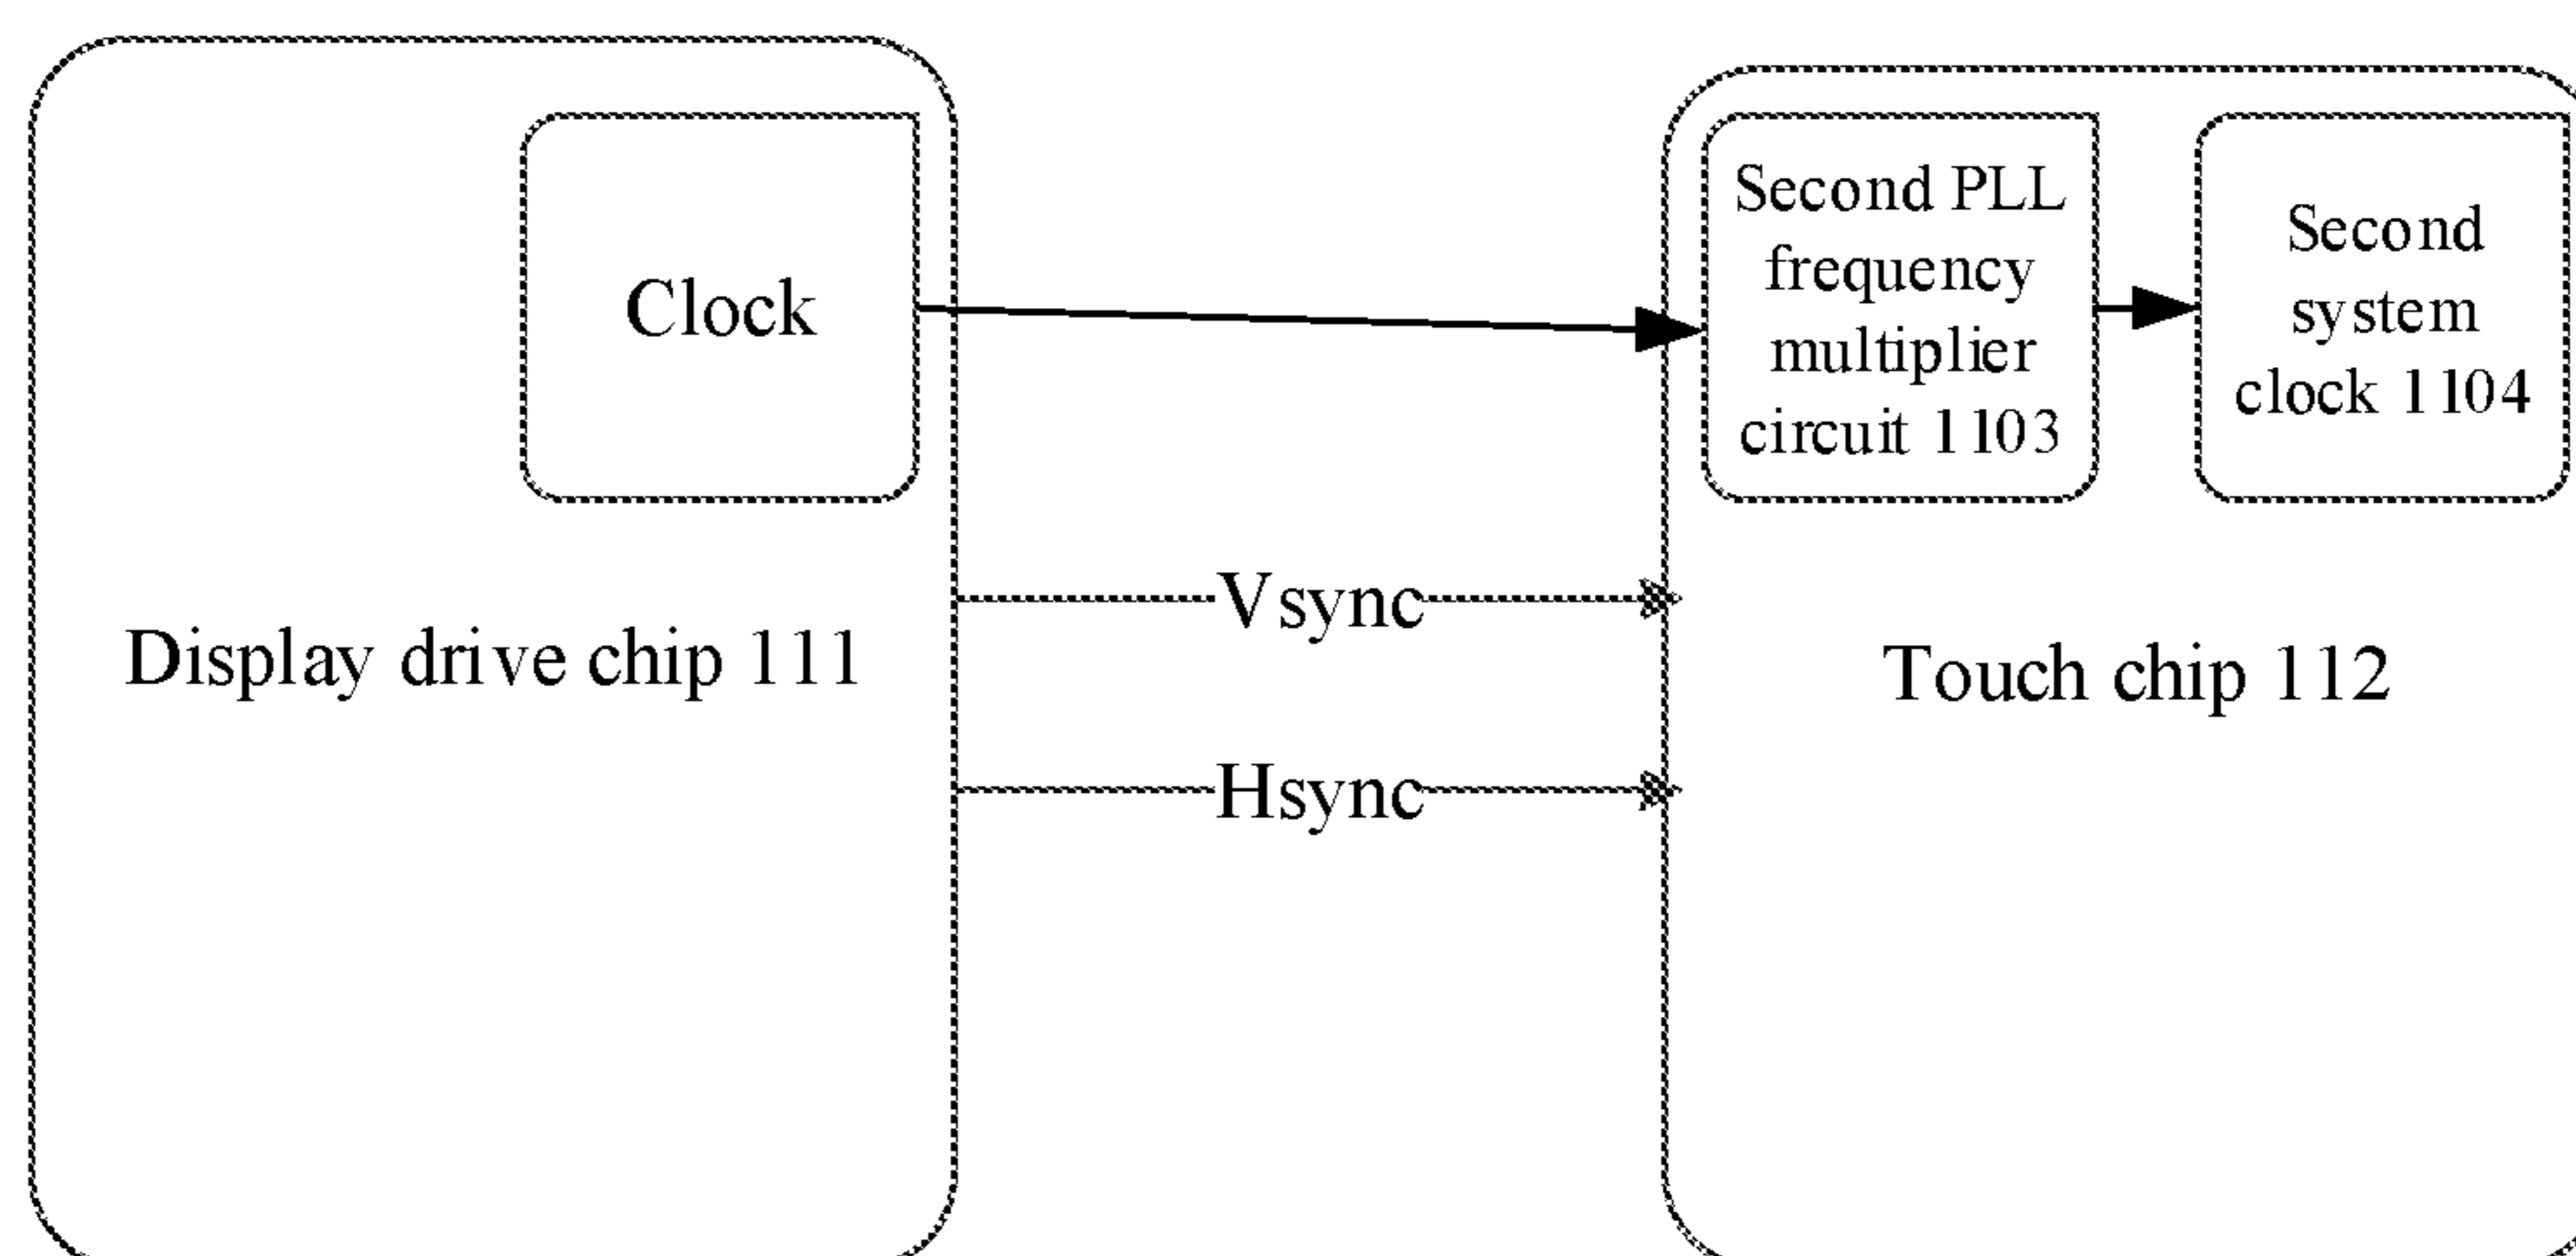 Clock
Second PLL
frequency
multiplier
circuit 1103
Second
system
clock 1104
Vsync
Display drive chip 111
Touch chip 112
Hsync